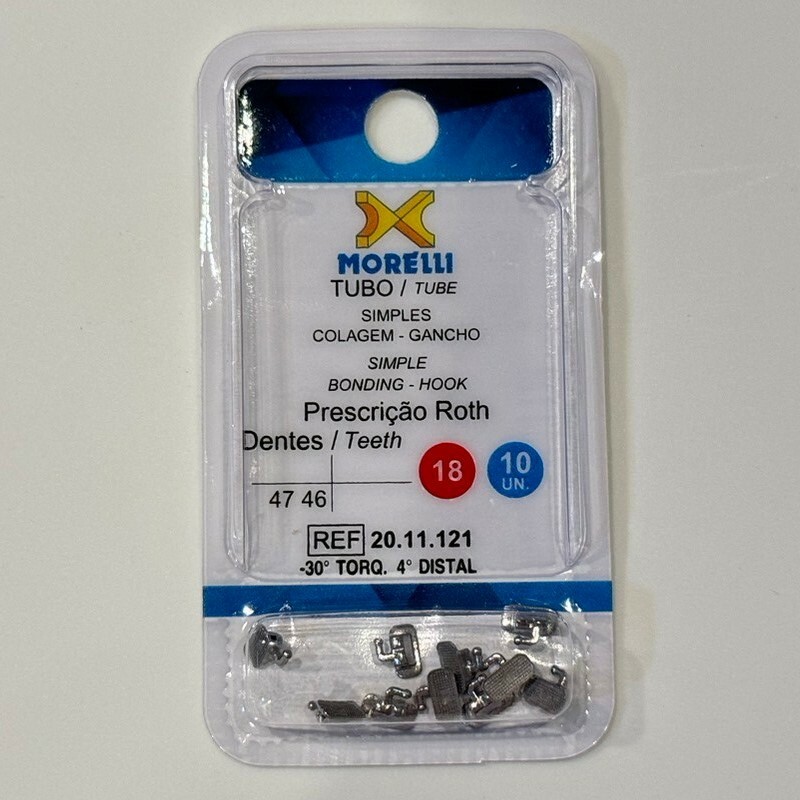 MORELLI
TUBO / TUBE
SIMPLES
COLAGEM - GANCHO
SIMPLE
BONDING - HOOK
Prescrição Roth
Dentes / Teeth
18
10
UN.
47 46
REF 20.11.121
-30° TORQ. 4° DISTAL